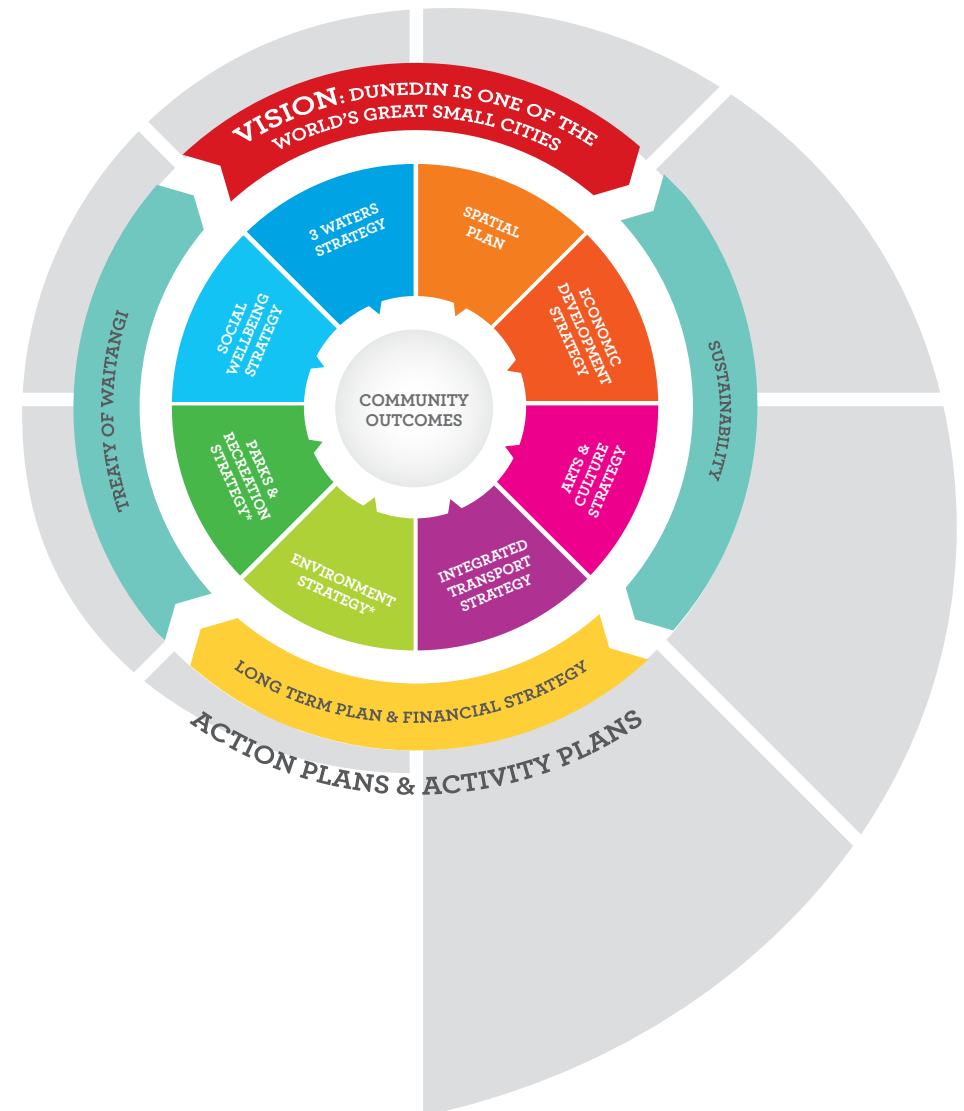 VISION: DUNEDIN IS ONE OF THE
WORLD'S GREAT SMALL CITIES
3 WATERS
STRATEGY
SPATIAL
PLAN
SOCIAL
WELLBEING
STRATEGY
ECONOMIC
DEVELOPMENT
STRATEGY
TREATY OF WAITANGI
COMMUNITY
OUTCOMES
SUSTAINABILITY
PARKS &
RECREATION
STRATEGY*
ARTS &
CULTURE
STRATEGY
ENVIRONMENT
STRATEGY*
INTEGRATED
TRANSPORT
STRATEGY
LONG TERM PLAN & FINANCIAL STRATEGY
ACTION PLANS & ACTIVITY PLANS